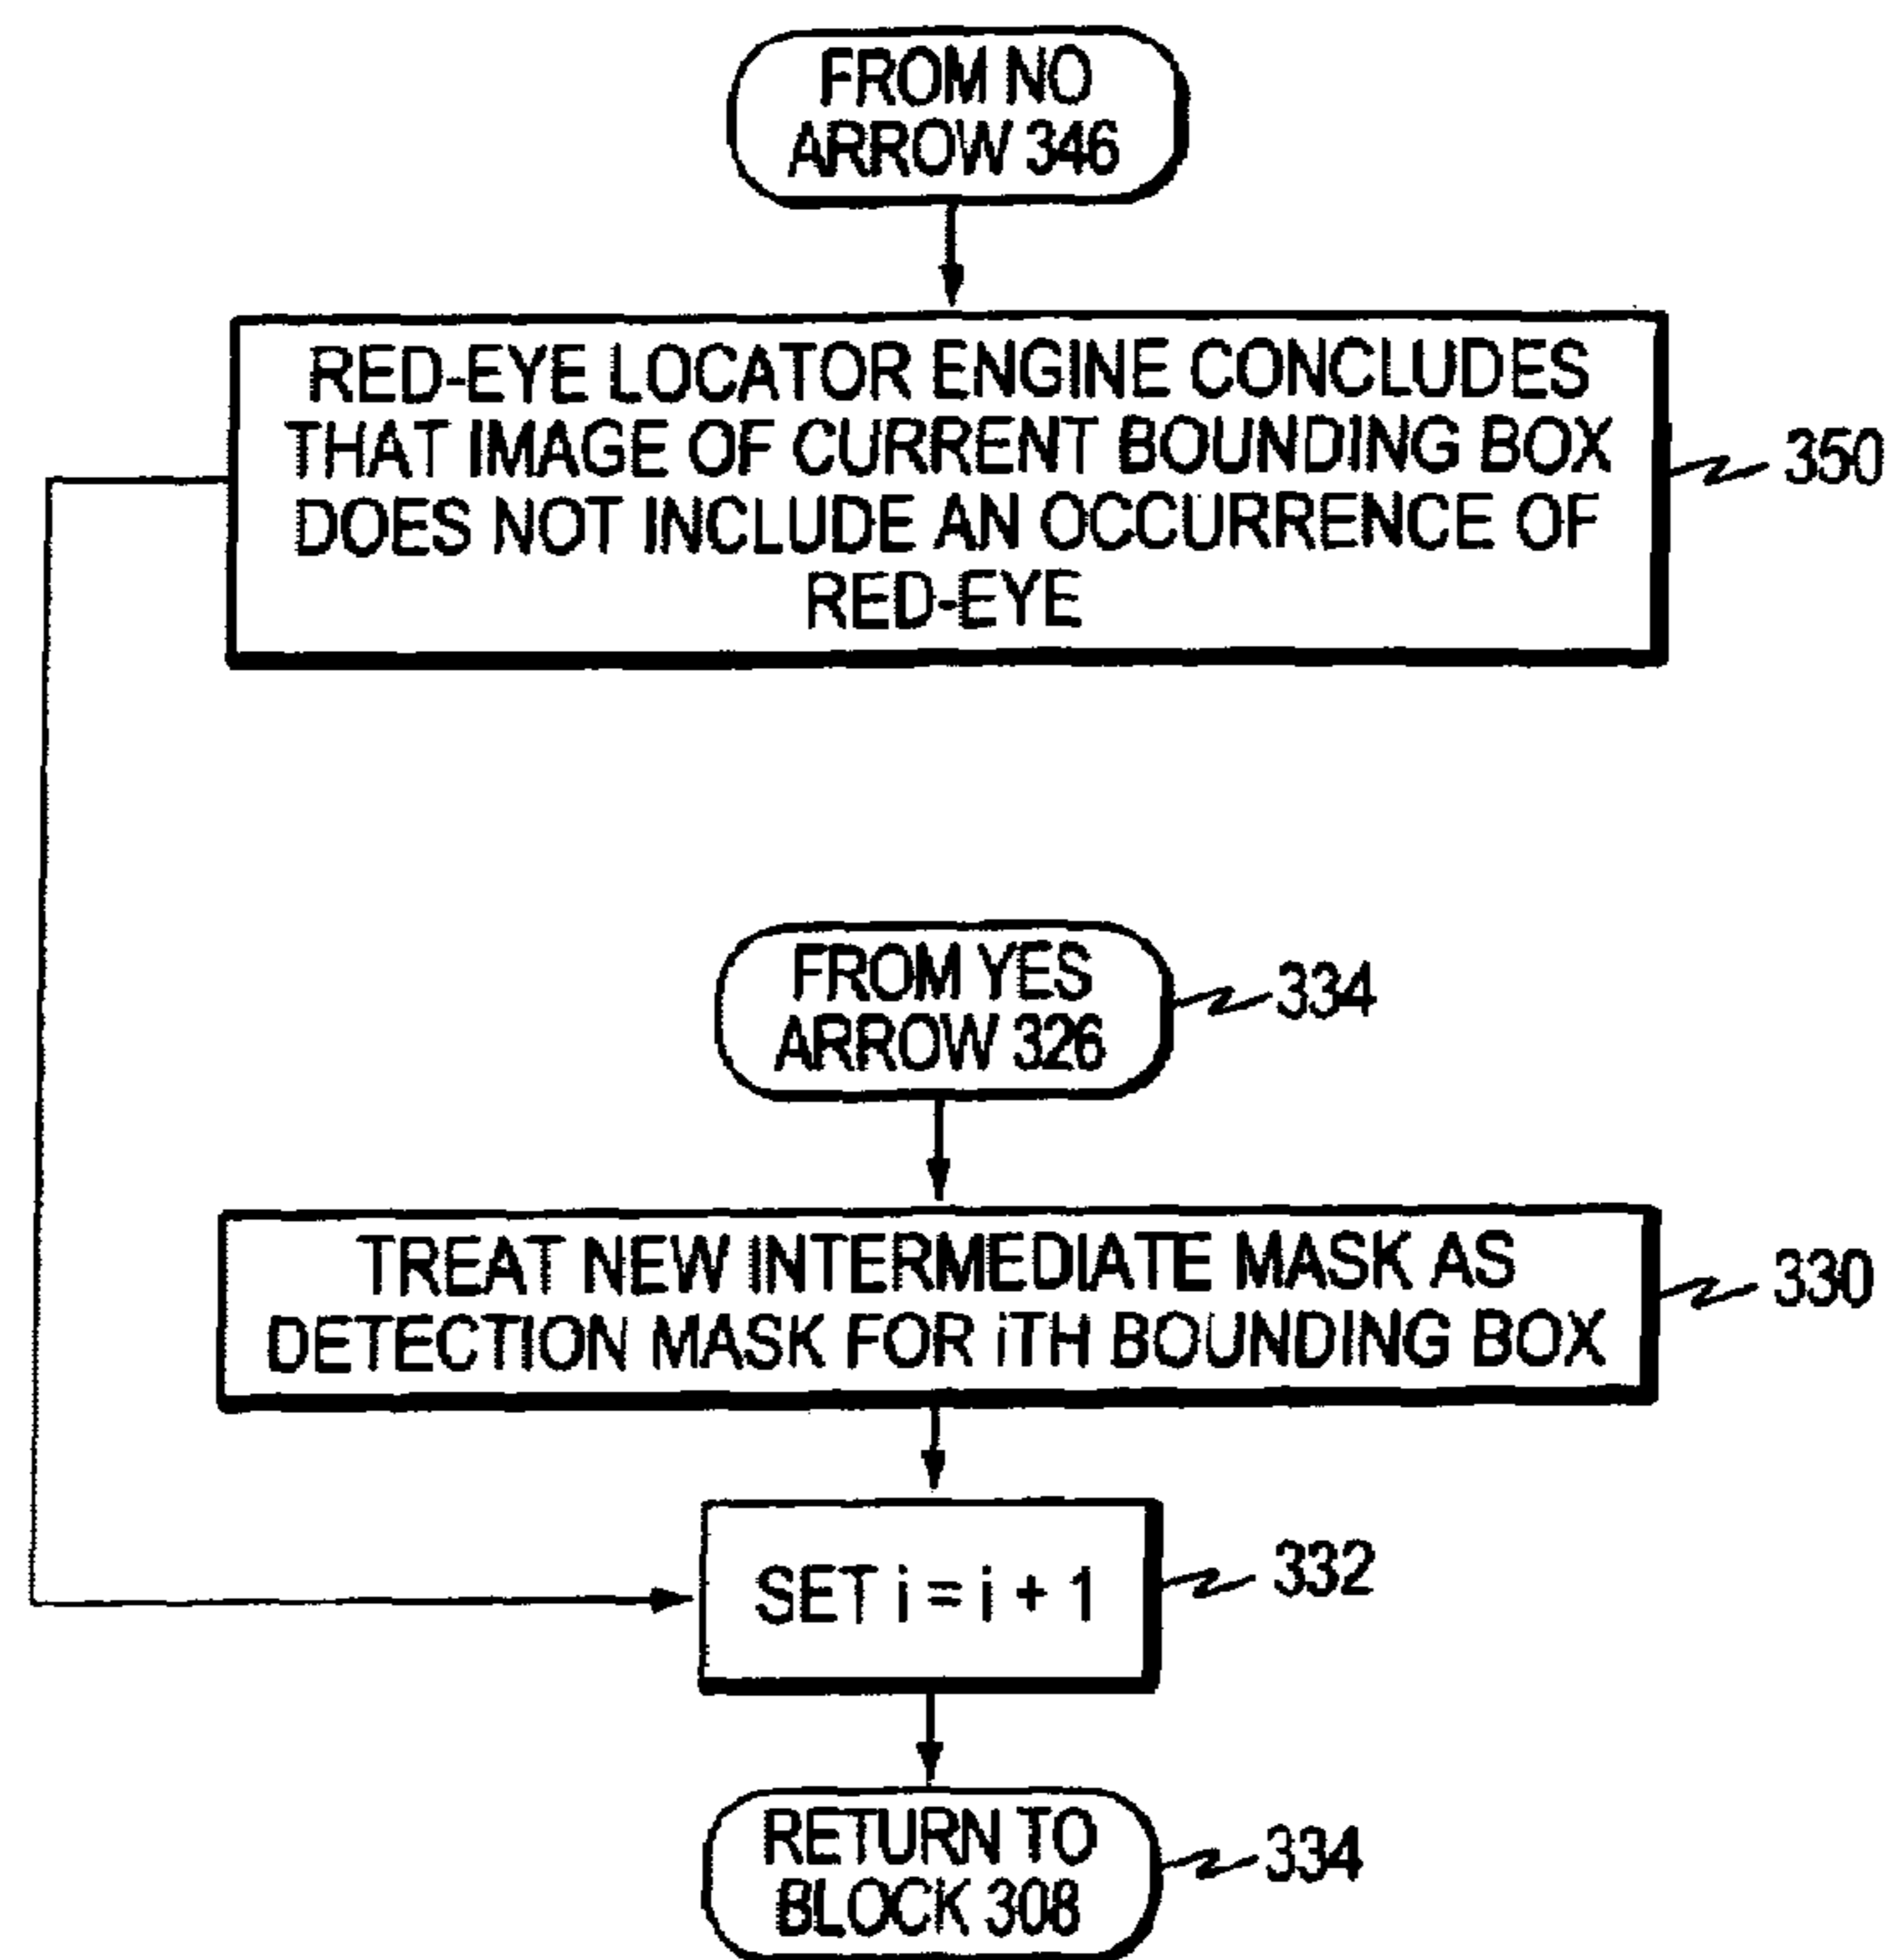 FROM NO
ARROW 346
RED-EYE LOCATOR ENGINE CONCLUDES
THAT IMAGE OF CURRENT BOUNDING BOX
DOES NOT INCLUDE AN OCCURRENCE OF
RED-EYE
350
FROM YES
ARROW 326
334
TREAT NEW INTERMEDIATE MASK AS
DETECTION MASK FOR iTH BOUNDING BOX
330
SET i = i + 1
332
RETURN TO
BLOCK 308
334